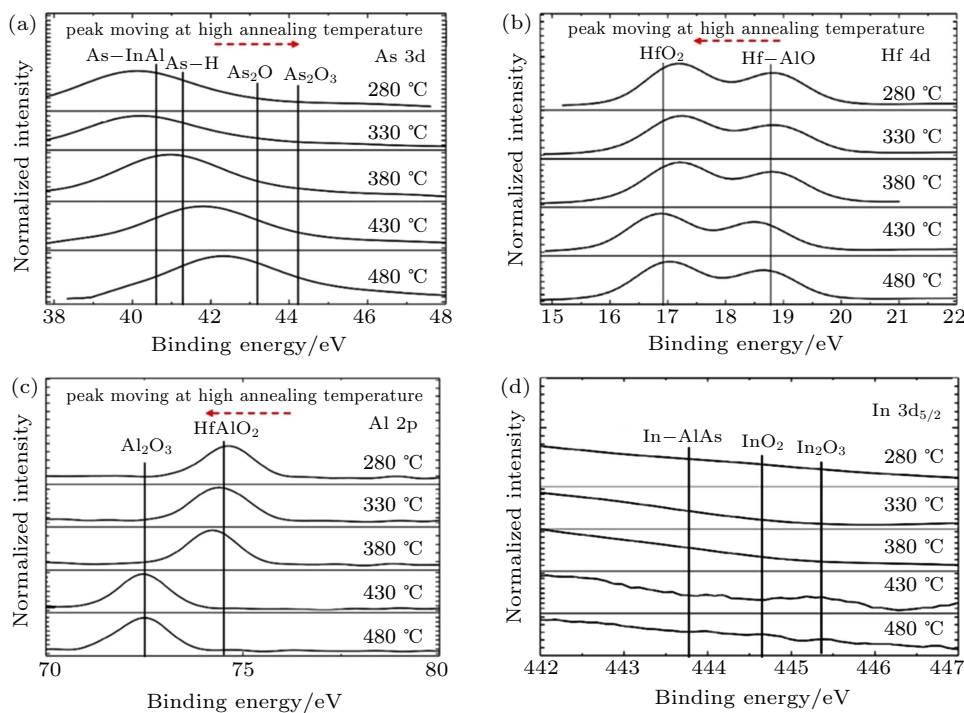 (a)
peak moving at high annealing temperature
As 3d
As−InAl
As−H
As₂O
As₂O₃
280 ℃
330 ℃
380 ℃
430 ℃
480 ℃
Normalized intensity
38 40 42 44 46 48
Binding energy/eV
(b)
peak moving at high annealing temperature
HfO₂
Hf−AlO
Hf 4d
280 ℃
330 ℃
380 ℃
430 ℃
480 ℃
Normalized intensity
15 16 17 18 19 20 21 22
Binding energy/eV
(c)
peak moving at high annealing temperature
Al 2p
HfAlO₂
Al₂O₃
280 ℃
330 ℃
380 ℃
430 ℃
480 ℃
Normalized intensity
70 75 80
Binding energy/eV
(d)
In 3d₅/₂
In−AlAs
InO₂
In₂O₃
280 ℃
330 ℃
380 ℃
430 ℃
480 ℃
Normalized intensity
442 443 444 445 446 447
Binding energy/eV